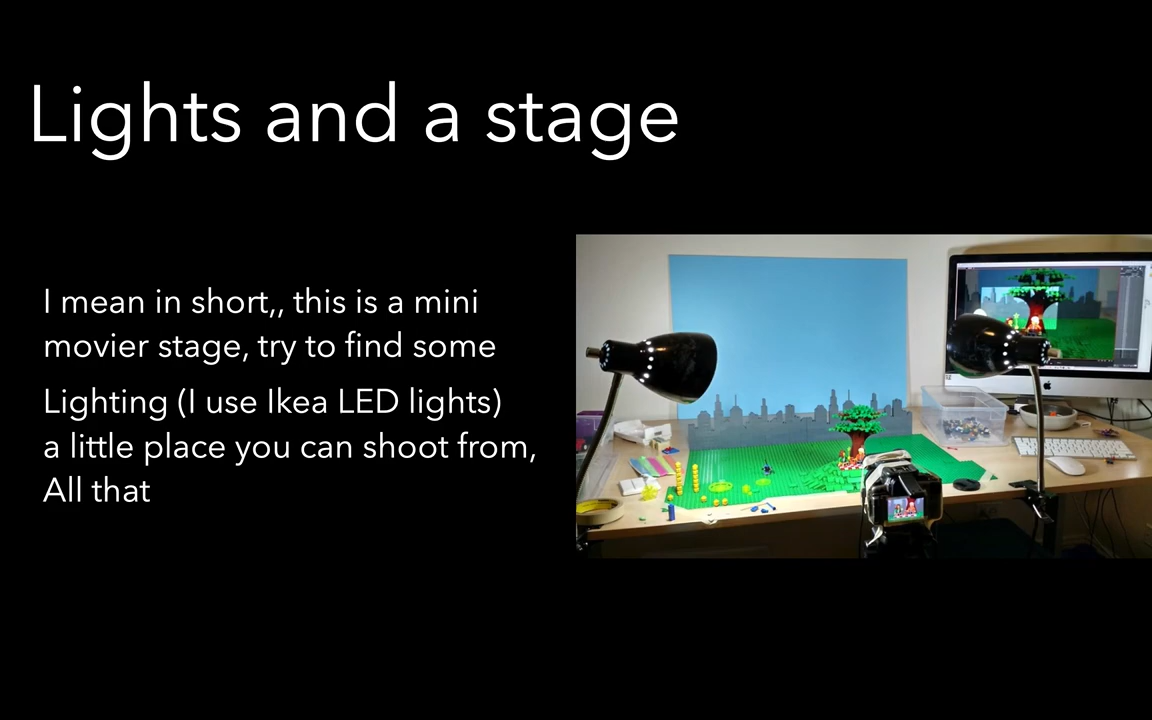 Lights and a stage
I mean in short,, this is a mini
movier stage, try to find some
Lighting (I use Ikea LED lights)
a little place you can shoot from,
All that